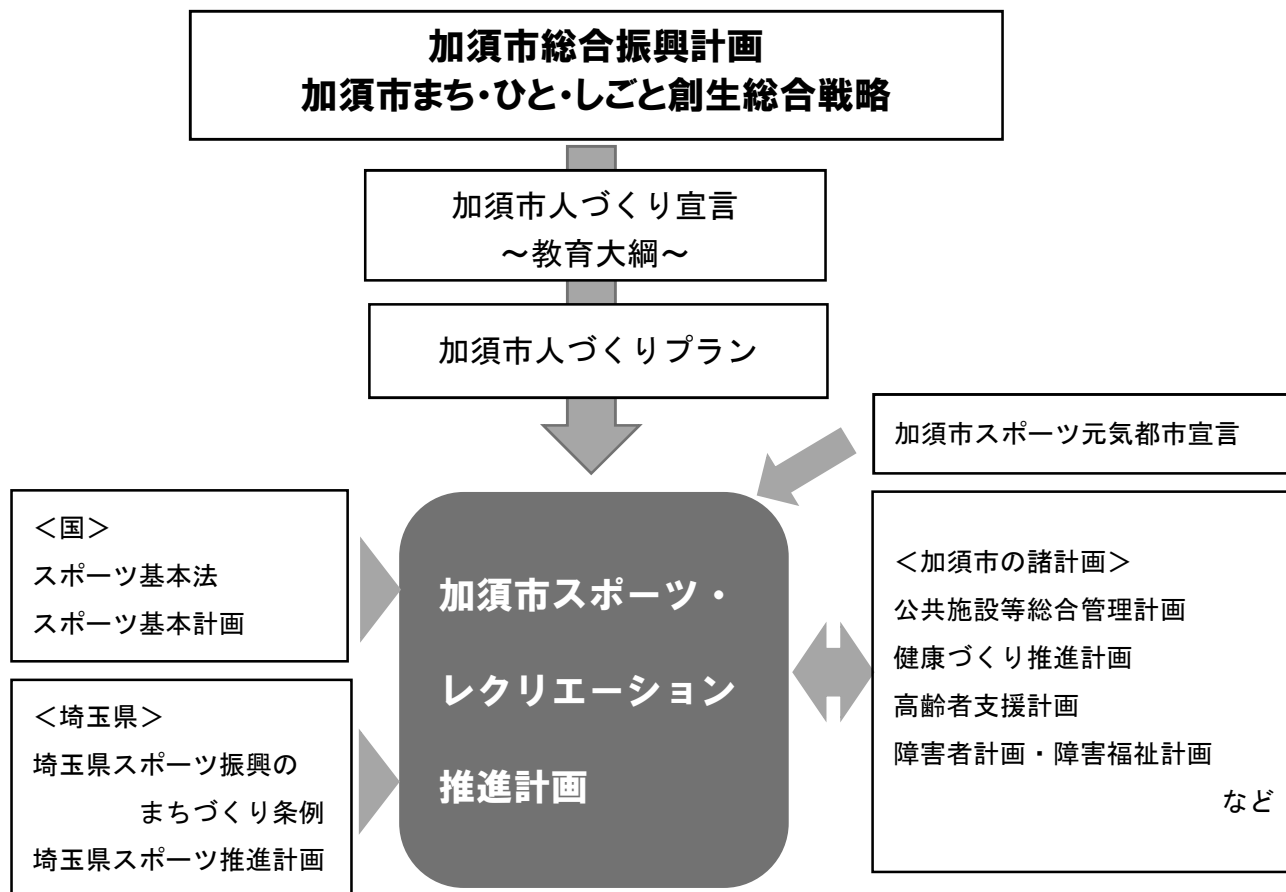 加須市総合振興計画
加須市まち・ひと・しごと創生総合戦略
加須市人づくり宣言
～教育大綱～
加須市人づくりプラン
加須市スポーツ元気都市宣言
＜国＞
スポーツ基本法
スポーツ基本計画
＜埼玉県＞
埼玉県スポーツ振興の
まちづくり条例
埼玉県スポーツ推進計画
加須市スポーツ・
レクリエーション
推進計画
＜加須市の諸計画＞
公共施設等総合管理計画
健康づくり推進計画
高齢者支援計画
障害者計画・障害福祉計画
など